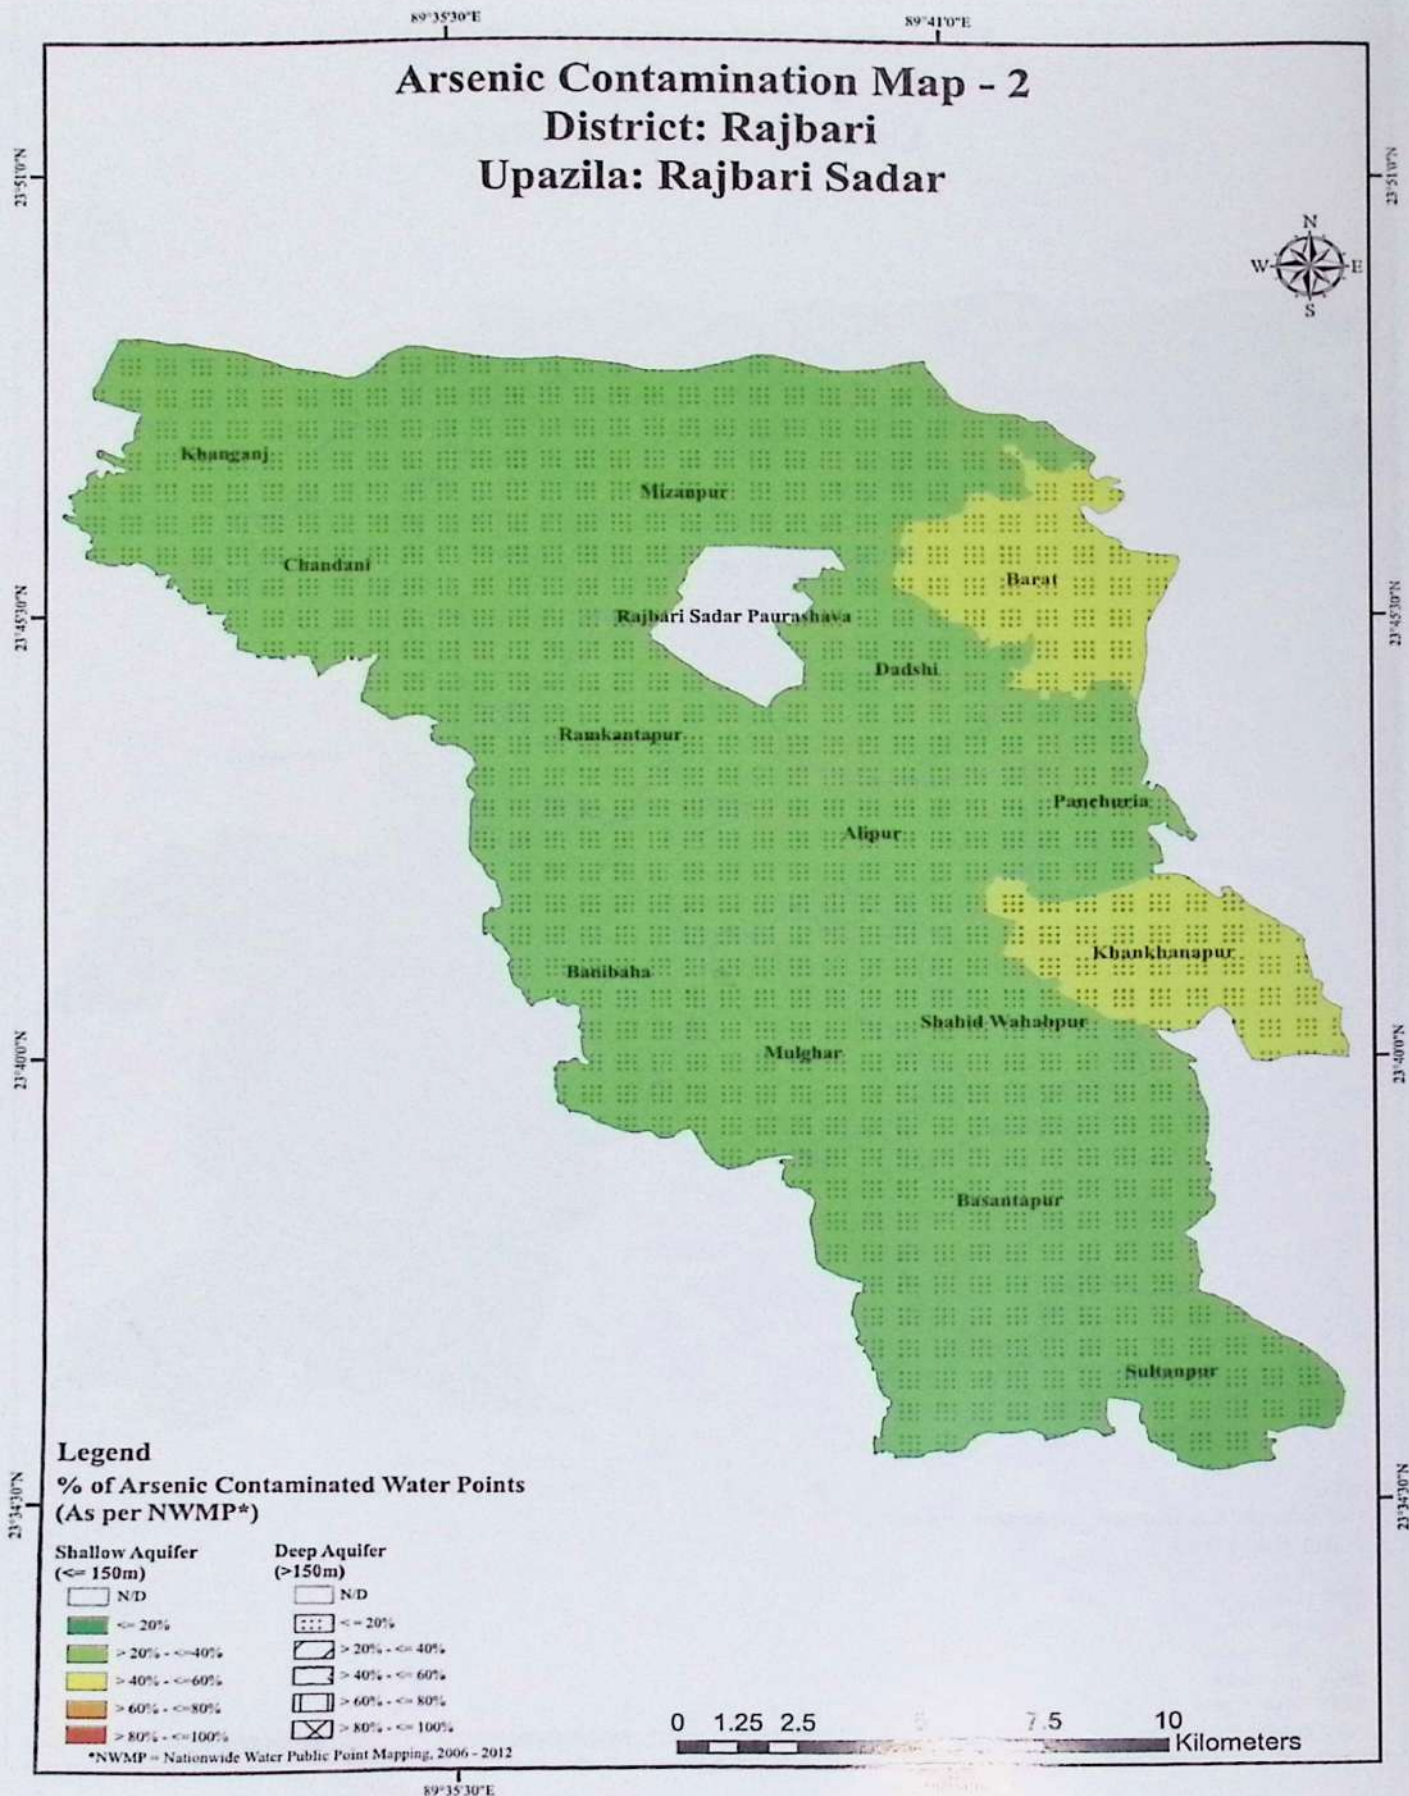 89°35'30"E
89°41'0"E
Arsenic Contamination Map - 2
District: Rajbari
Upazila: Rajbari Sadar
23°51'0"N
23°51'0"N
N
W
E
S
Khanganj
Mizanpur
Chandani
Barat
23°45'30"N
Rajbari Sadar Paurashava
23°45'30"N
Dadshi
Ramkantapur
Panchuria
Alipur
Khankhanapur
Banibaha
Shahid Wahabpur
Mulghar
23°40'0"N
23°40'0"N
Basantapur
Sultanpur
Legend
% of Arsenic Contaminated Water Points
(As per NWMP*)
23°34'30"N
23°34'30"N
Shallow Aquifer
(<= 150m)
N/D
<= 20%
> 20% - <=40%
> 40% - <=60%
> 60% - <=80%
> 80% - <=100%
Deep Aquifer
(>150m)
N/D
<= 20%
> 20% - <= 40%
> 40% - <= 60%
> 60% - <= 80%
> 80% - <= 100%
*NWMP = Nationwide Water Public Point Mapping, 2006 - 2012
0 1.25 2.5 5 7.5 10
Kilometers
89°35'30"E